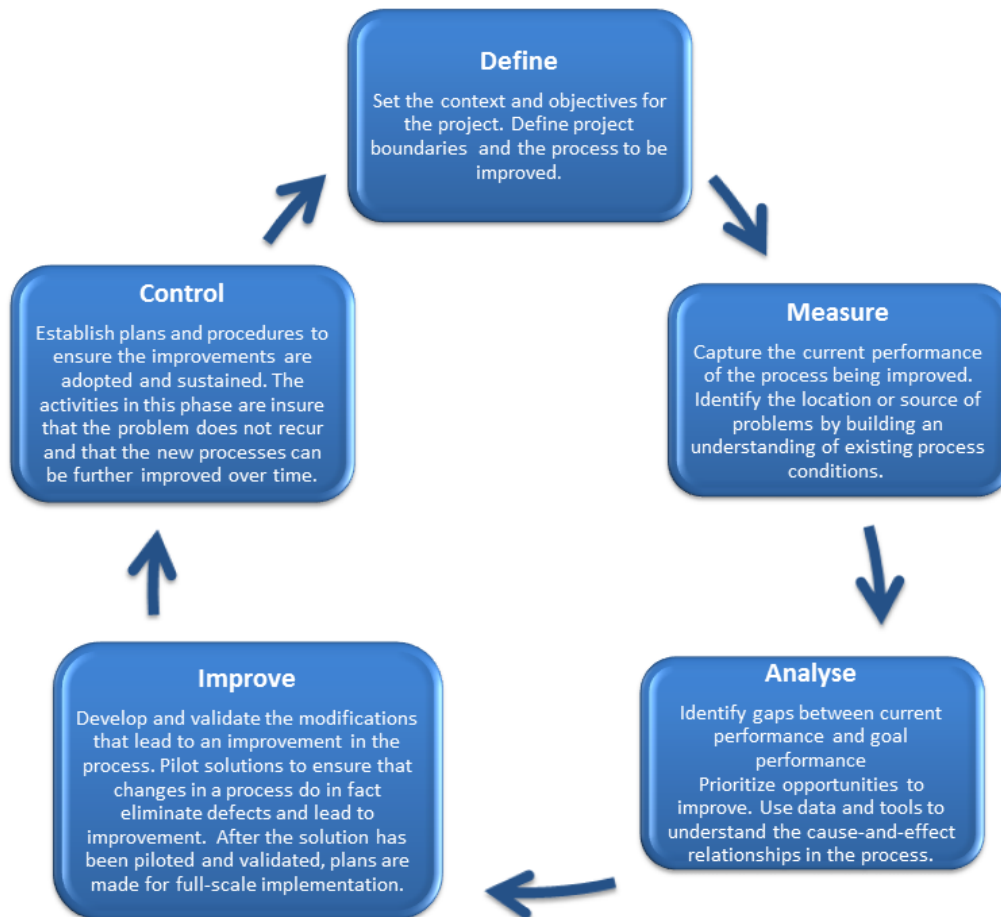 Define
Set the context and objectives for
the project. Define project
boundaries and the process to be
improved.
Measure
Capture the current performance
of the process being improved.
Identify the location or source of
problems by building an
understanding of existing process
conditions.
Analyse
Identify gaps between current
performance and goal
performance
Prioritize opportunities to
improve. Use data and tools to
understand the cause-and-effect
relationships in the process.
Improve
Develop and validate the modifications
that lead to an improvement in the
process. Pilot solutions to ensure that
changes in a process do in fact
eliminate defects and lead to
improvement. After the solution has
been piloted and validated, plans are
made for full-scale implementation.
Control
Establish plans and procedures to
ensure the improvements are
adopted and sustained. The
activities in this phase are insure
that the problem does not recur
and that the new processes can
be further improved over time.